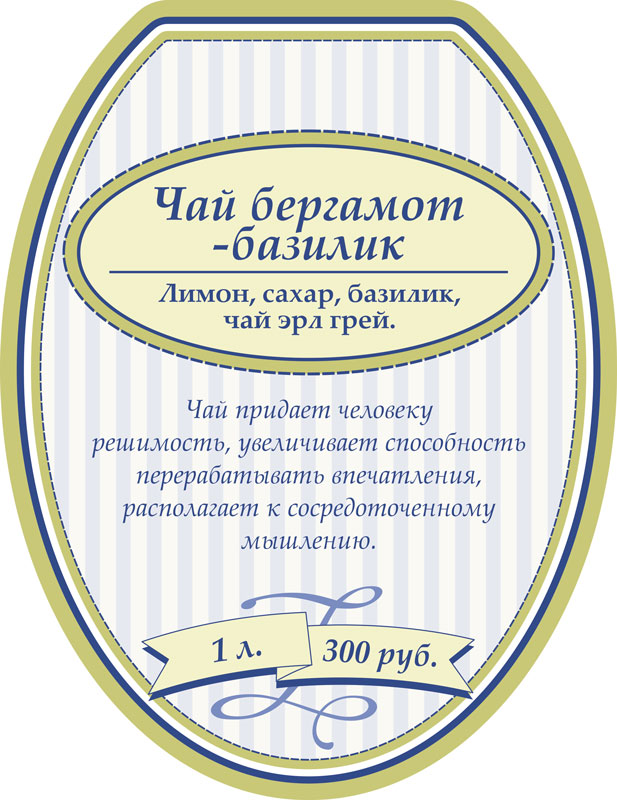 Чай бергамот
-базилик
Лимон, сахар, базилик,
чай эрл грей.
Чай придает человеку
решимость, увеличивает способность
перерабатывать впечатления,
располагает к сосредоточенному
мышлению.
1 л. 300 руб.